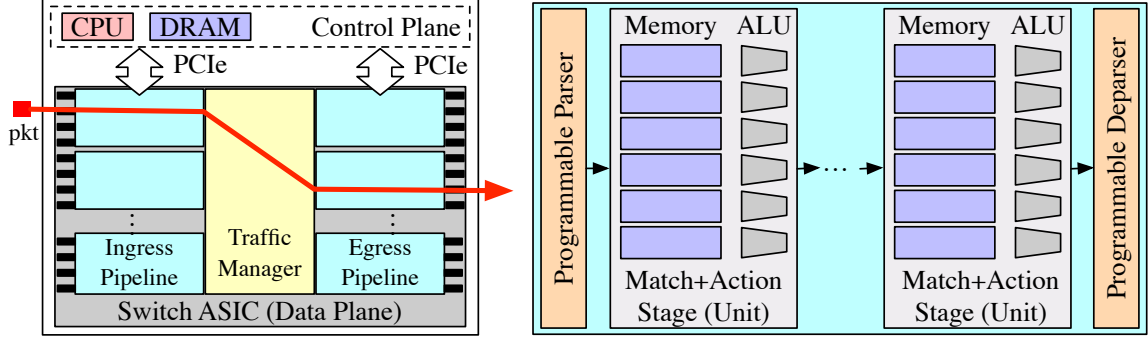 CPU
DRAM
Control Plane
PCIe
PCIe
pkt
Ingress
Pipeline
Traffic
Manager
Egress
Pipeline
Switch ASIC (Data Plane)
Programmable Parser
Memory
ALU
Match+Action
Stage (Unit)
...
Memory
ALU
Match+Action
Stage (Unit)
Programmable Deparser